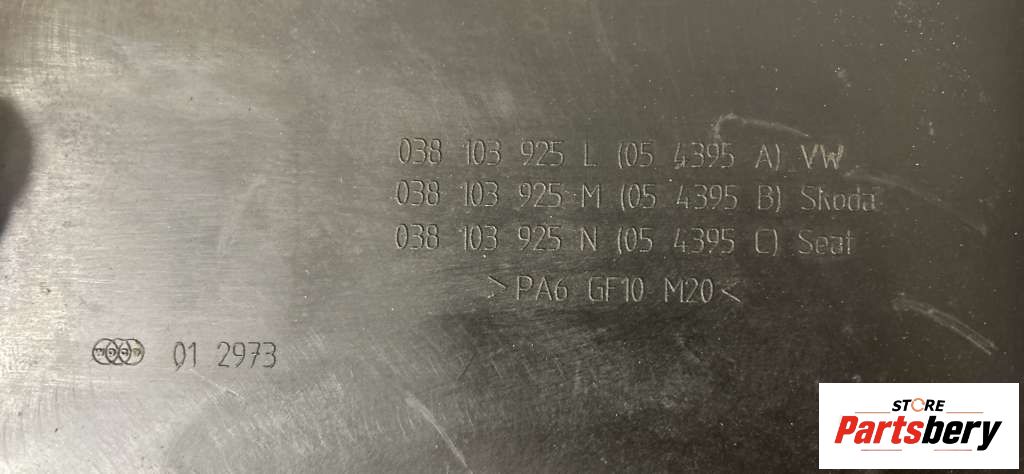 038 103 925 L (05 4395 A) VW
038 103 925 M (05 4395 B) Skoda
038 103 925 N (05 4395 C) Seat
>PA6 GF10 M20<
01 2973
STORE
Partsbery